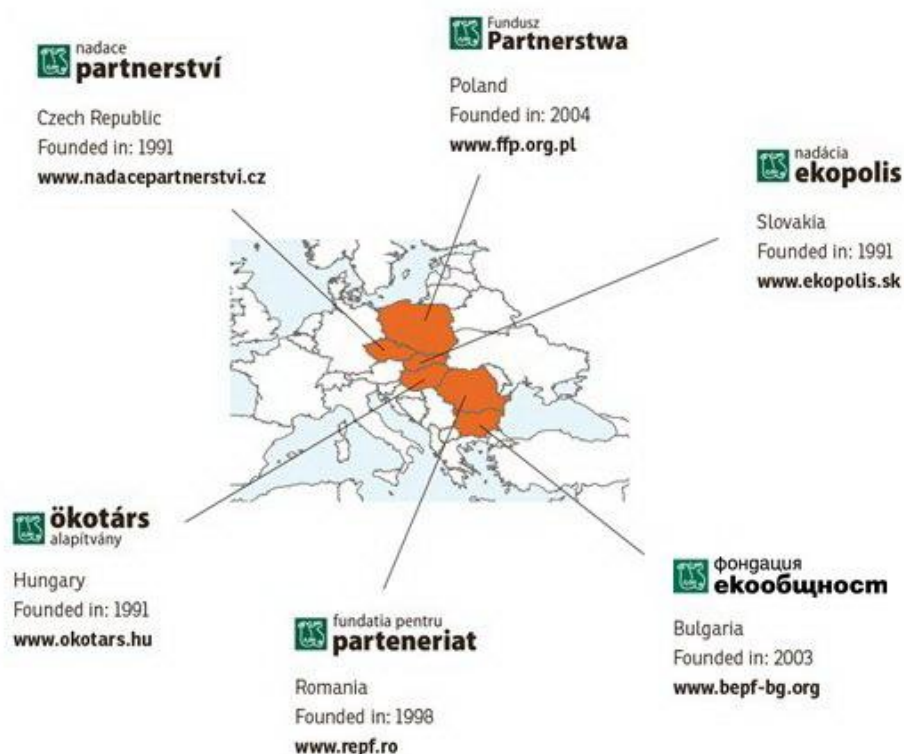 nadace
partnerství
Czech Republic
Founded in: 1991
www.nadacepartnerstvi.cz
Fundusz
Partnerstwa
Poland
Founded in: 2004
www.ffp.org.pl
nadácia
ekopolis
Slovakia
Founded in: 1991
www.ekopolis.sk
ökotárs
alapítvány
Hungary
Founded in: 1991
www.okotars.hu
fundatia pentru
parteneriat
Romania
Founded in: 1998
www.repf.ro
фондация
екообщност
Bulgaria
Founded in: 2003
www.bepf-bg.org